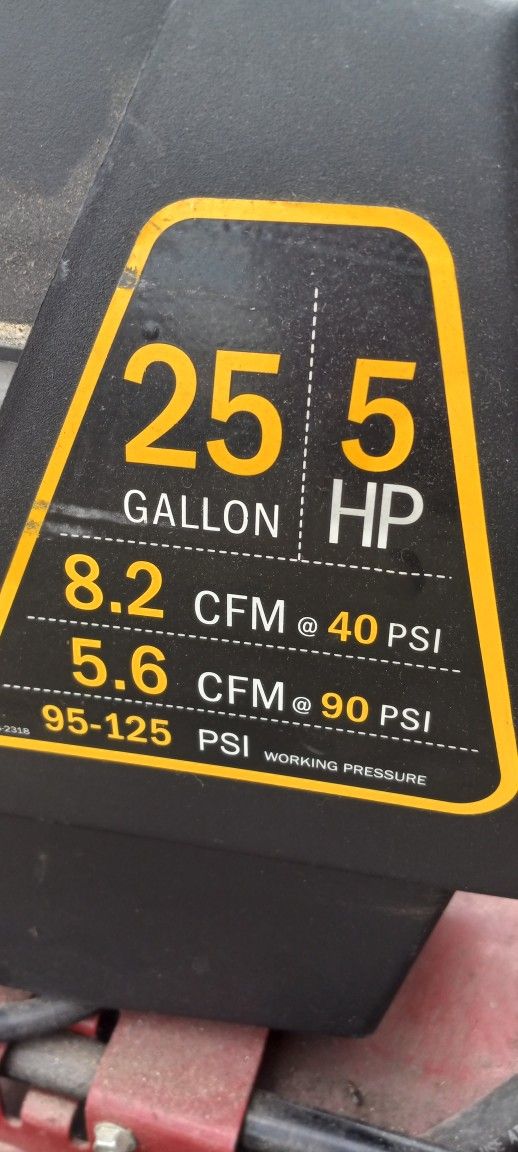 25 5
GALLON HP
8.2 CFM @ 40 PSI
5.6 CFM @ 90 PSI
95-125 PSI WORKING PRESSURE